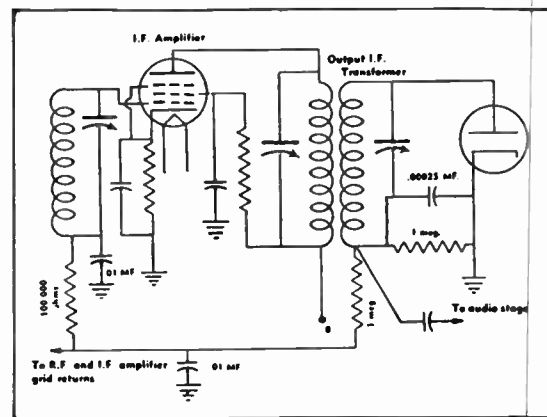 I.F. Amplifier
Output I.F.
Transformer
.00025 MF.
1 meg.
.01 MF
100 000
ohms
1 meg
B
To audio stage
To R.F. and I.F. amplifier
grid returns
.01 MF